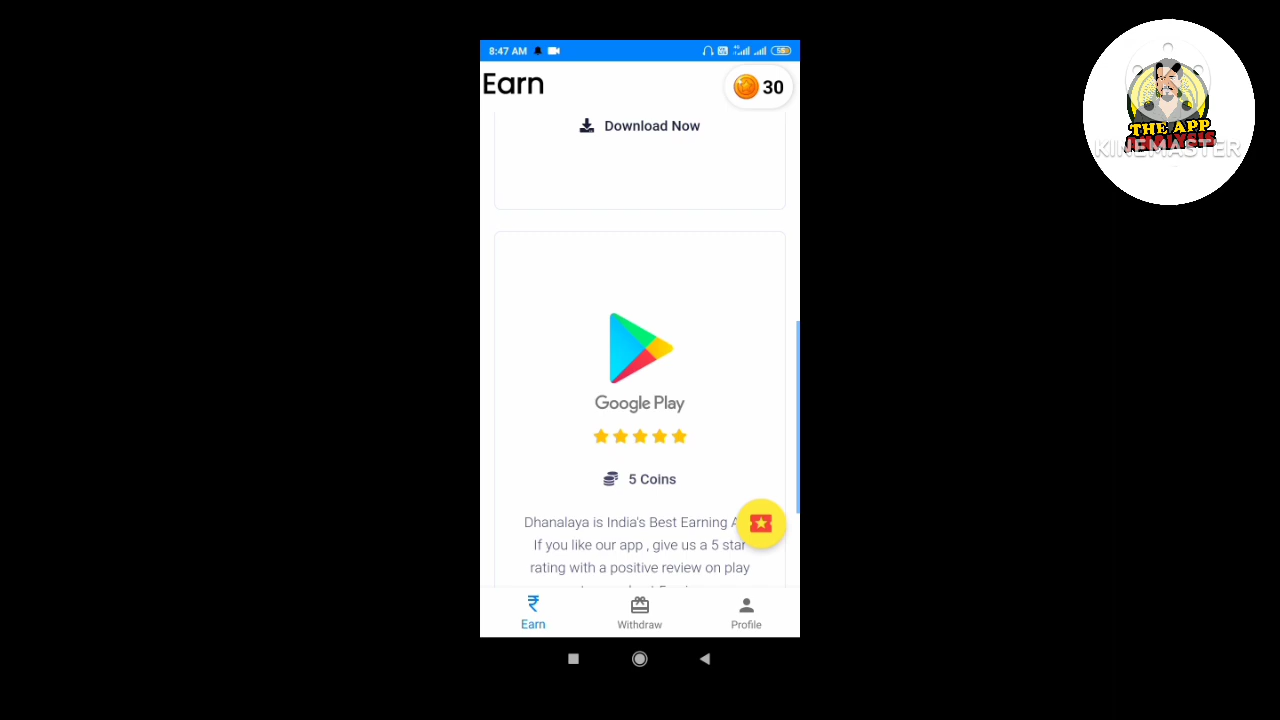 8:47 AM
Earn
30
Download Now
Google Play
5 Coins
Dhanalaya is India's Best Earning A
If you like our app , give us a 5 star
rating with a positive review on play
Earn
Withdraw
Profile
THE APP
ANALYSIS
KINEMASTER